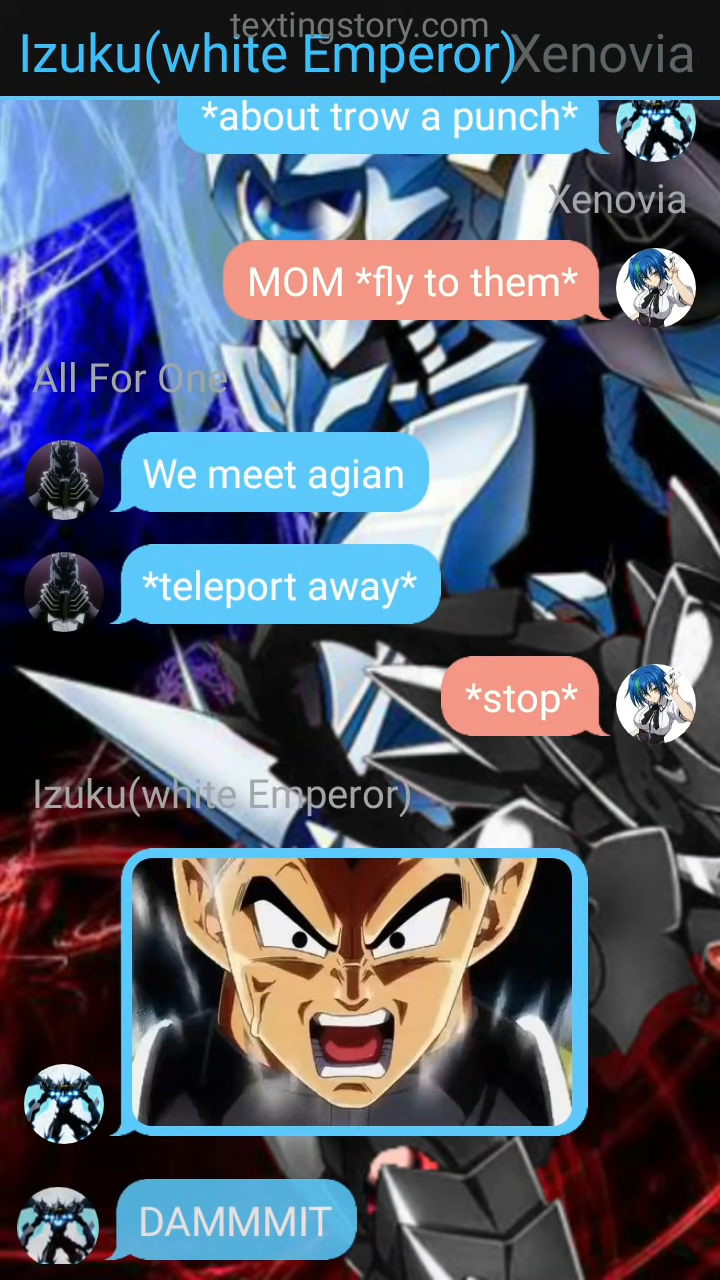 textingstory.com
Izuku(white Emperor)
Xenovia
*about trow a punch*
Xenovia
MOM *fly to them*
All For One
We meet agian
*teleport away*
*stop*
Izuku(white Emperor)
DAMMMIT